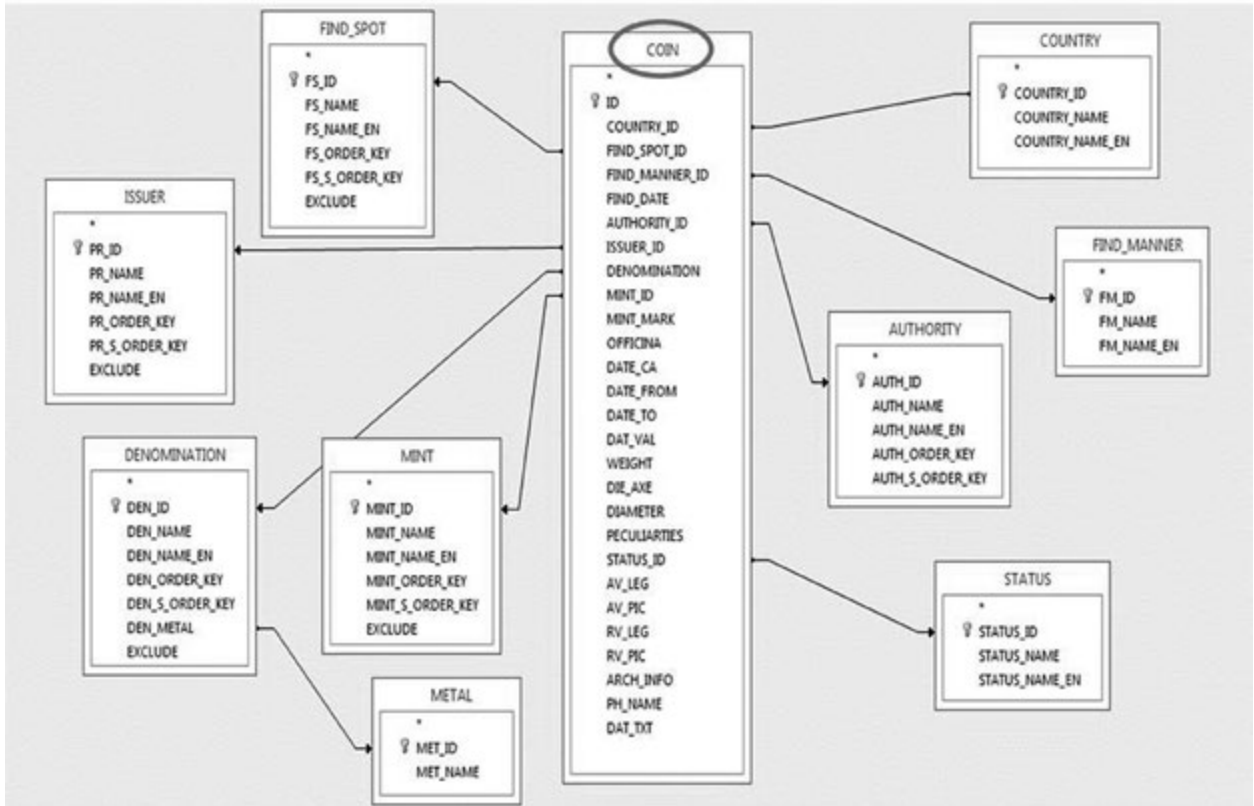 FIND_SPOT
*
FS_ID
FS_NAME
FS_NAME_EN
FS_ORDER_KEY
FS_S_ORDER_KEY
EXCLUDE
ISSUER
*
PR_ID
PR_NAME
PR_NAME_EN
PR_ORDER_KEY
PR_S_ORDER_KEY
EXCLUDE
DENOMINATION
*
DEN_ID
DEN_NAME
DEN_NAME_EN
DEN_ORDER_KEY
DEN_S_ORDER_KEY
DEN_METAL
EXCLUDE
MINT
*
MINT_ID
MINT_NAME
MINT_NAME_EN
MINT_ORDER_KEY
MINT_S_ORDER_KEY
EXCLUDE
METAL
*
MET_ID
MET_NAME
COIN
*
ID
COUNTRY_ID
FIND_SPOT_ID
FIND_MANNER_ID
FIND_DATE
AUTHORITY_ID
ISSUER_ID
DENOMINATION
MINT_ID
MINT_MARK
OFFICINA
DATE_CA
DATE_FROM
DATE_TO
DAT_VAL
WEIGHT
DIE_AXE
DIAMETER
PECULIARTIES
STATUS_ID
AV_LEG
AV_PIC
RV_LEG
RV_PIC
ARCH_INFO
PH_NAME
DAT_TXT
COUNTRY
*
COUNTRY_ID
COUNTRY_NAME
COUNTRY_NAME_EN
FIND_MANNER
*
FM_ID
FM_NAME
FM_NAME_EN
AUTHORITY
*
AUTH_ID
AUTH_NAME
AUTH_NAME_EN
AUTH_ORDER_KEY
AUTH_S_ORDER_KEY
STATUS
*
STATUS_ID
STATUS_NAME
STATUS_NAME_EN